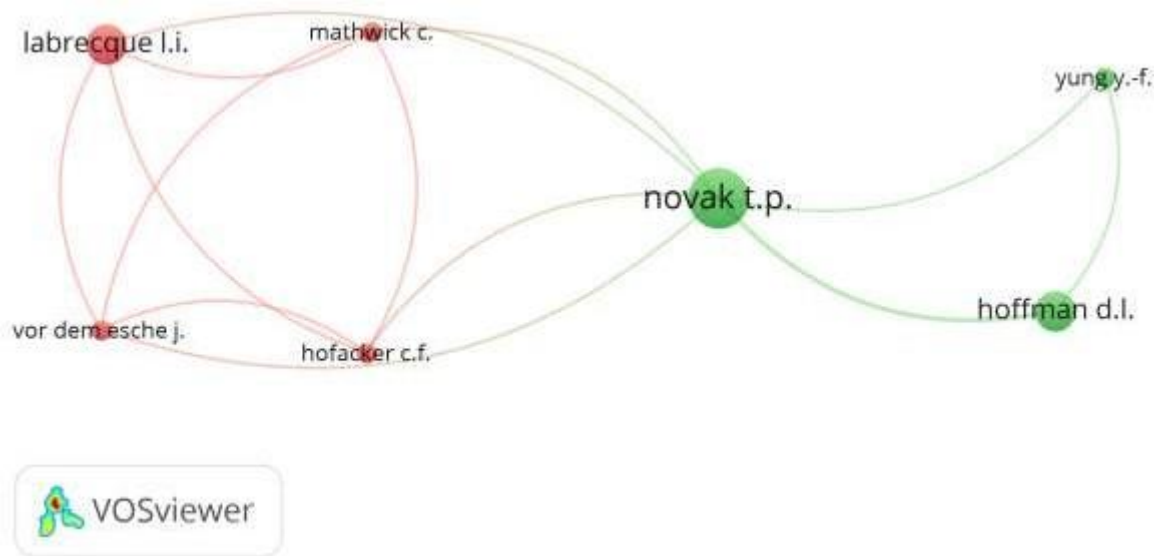 labrecque l.i.
mathwick c.
yung y.-f.
novak t.p.
hoffman d.l.
vor dem esche j.
hofacker c.f.
VOSviewer